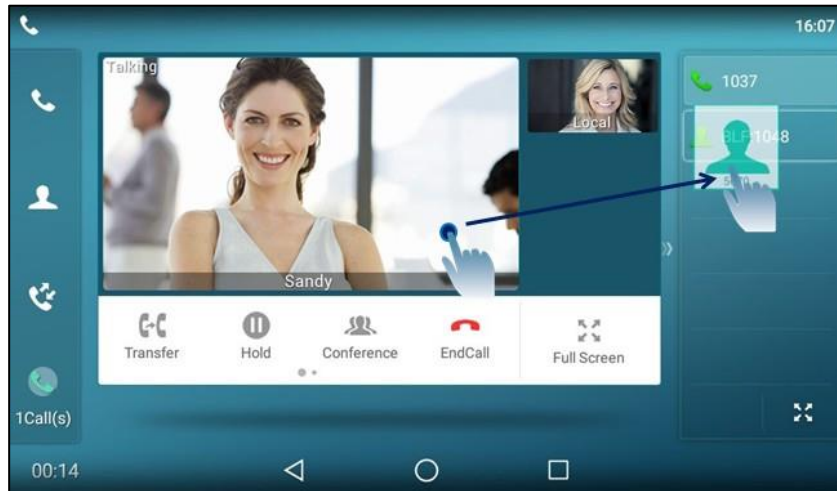 16:07
Talking
Local
Sandy
1037
BLF 1048
Transfer
Hold
Conference
EndCall
Full Screen
1Call(s)
00:14